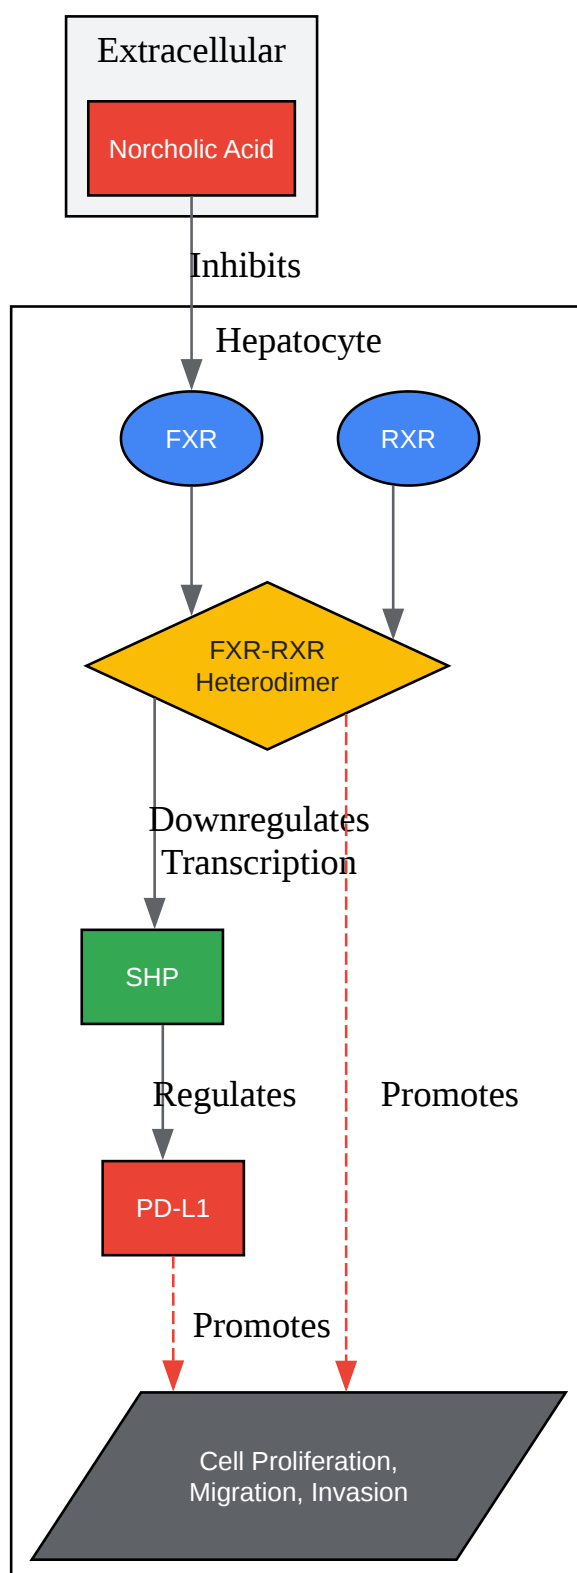 Extracellular
Norcholic Acid
Inhibits
Hepatocyte
FXR
RXR
FXR-RXR
Heterodimer
Downregulates
Transcription
SHP
Regulates
Promotes
PD-L1
Promotes
Cell Proliferation,
Migration, Invasion